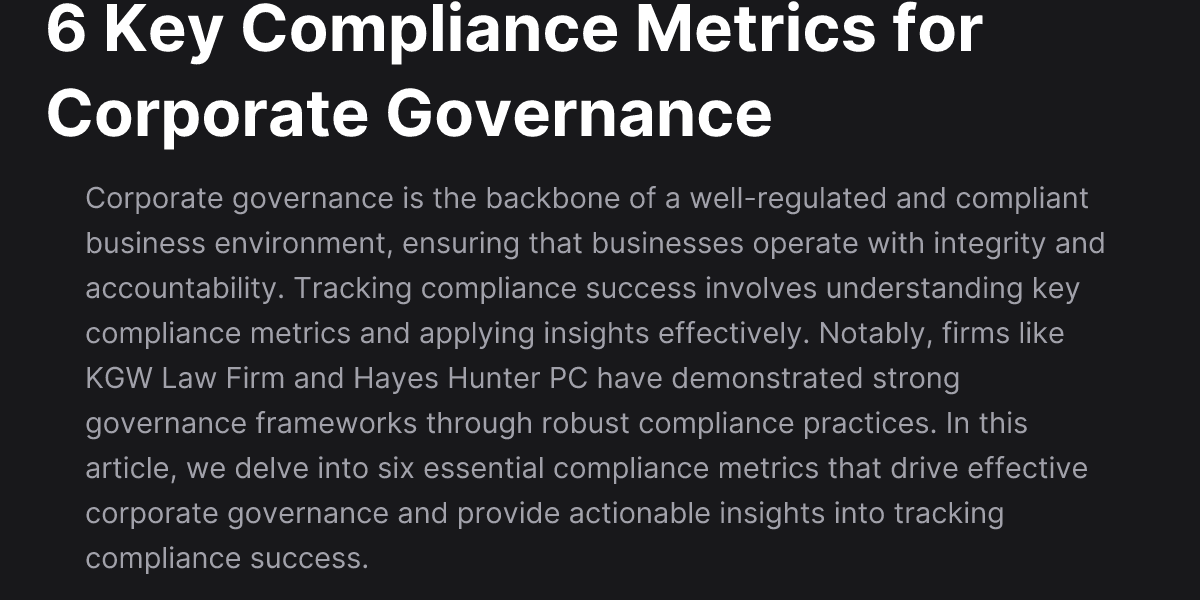 6 Key Compliance Metrics for
Corporate Governance
Corporate governance is the backbone of a well-regulated and compliant
business environment, ensuring that businesses operate with integrity and
accountability. Tracking compliance success involves understanding key
compliance metrics and applying insights effectively. Notably, firms like
KGW Law Firm and Hayes Hunter PC have demonstrated strong
governance frameworks through robust compliance practices. In this
article, we delve into six essential compliance metrics that drive effective
corporate governance and provide actionable insights into tracking
compliance success.